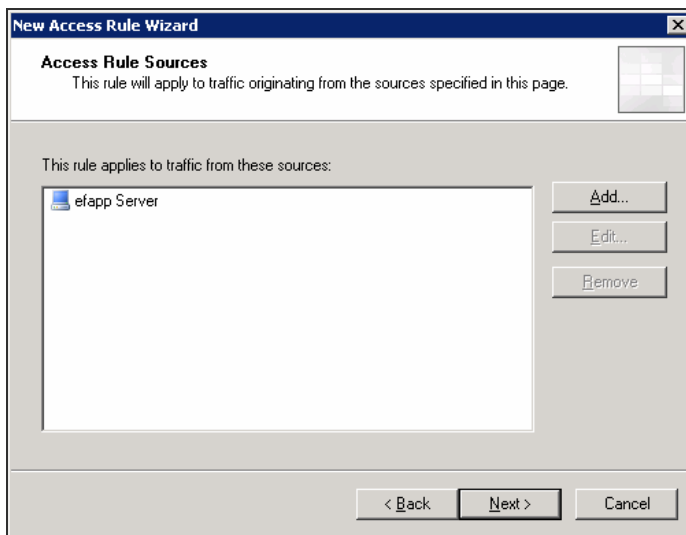 New Access Rule Wizard
Access Rule Sources
This rule will apply to traffic originating from the sources specified in this page.
This rule applies to traffic from these sources:
efapp Server
Add...
Edit...
Remove
< Back
Next >
Cancel